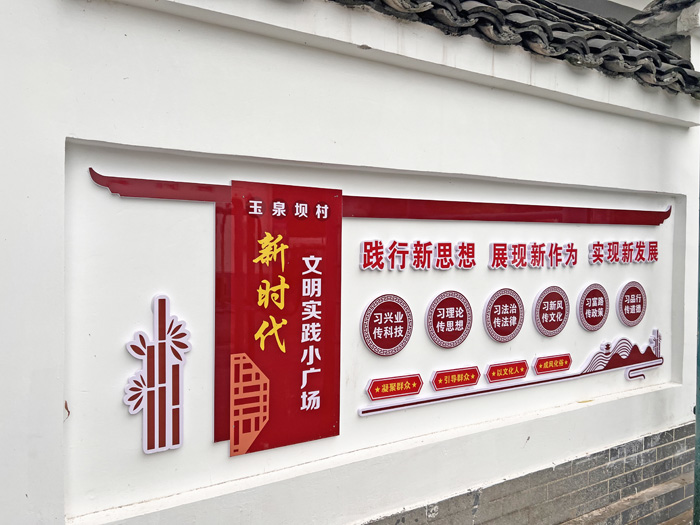 玉泉坝村
新时代
文明实践小广场
践行新思想 展现新作为 实现新发展
习兴业
传科技
习理论
传思想
习法治
传法律
习新风
传文化
习富路
传政策
习品行
传道德
★凝聚群众★
★引导群众★
★以文化人★
★成风化俗★